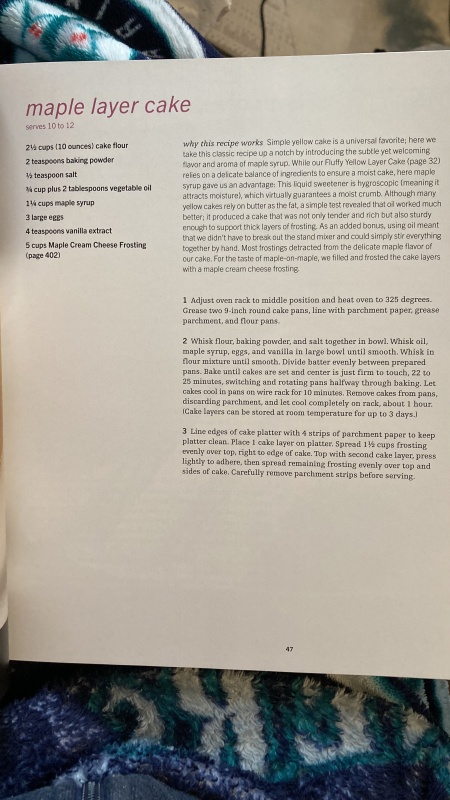 maple layer cake
serves 10 to 12
2½ cups (10 ounces) cake flour
2 teaspoons baking powder
½ teaspoon salt
¾ cup plus 2 tablespoons vegetable oil
1¼ cups maple syrup
3 large eggs
4 teaspoons vanilla extract
5 cups Maple Cream Cheese Frosting
(page 402)
why this recipe works Simple yellow cake is a universal favorite; here we
take this classic recipe up a notch by introducing the subtle yet welcoming
flavor and aroma of maple syrup. While our Fluffy Yellow Layer Cake (page 32)
relies on a delicate balance of ingredients to ensure a moist cake, here maple
syrup gave us an advantage: This liquid sweetener is hygroscopic (meaning it
attracts moisture), which virtually guarantees a moist crumb. Although many
yellow cakes rely on butter as the fat, a simple test revealed that oil worked much
better; it produced a cake that was not only tender and rich but also sturdy
enough to support thick layers of frosting. As an added bonus, using oil meant
that we didn't have to break out the stand mixer and could simply stir everything
together by hand. Most frostings detracted from the delicate maple flavor of
our cake. For the taste of maple-on-maple, we filled and frosted the cake layers
with a maple cream cheese frosting.
1 Adjust oven rack to middle position and heat oven to 325 degrees.
Grease two 9-inch round cake pans, line with parchment paper, grease
parchment, and flour pans.
2 Whisk flour, baking powder, and salt together in bowl. Whisk oil,
maple syrup, eggs, and vanilla in large bowl until smooth. Whisk in
flour mixture until smooth. Divide batter evenly between prepared
pans. Bake until cakes are set and center is just firm to touch, 22 to
25 minutes, switching and rotating pans halfway through baking. Let
cakes cool in pans on wire rack for 10 minutes. Remove cakes from pans,
discarding parchment, and let cool completely on rack, about 1 hour.
(Cake layers can be stored at room temperature for up to 3 days.)
3 Line edges of cake platter with 4 strips of parchment paper to keep
platter clean. Place 1 cake layer on platter. Spread 1½ cups frosting
evenly over top, right to edge of cake. Top with second cake layer, press
lightly to adhere, then spread remaining frosting evenly over top and
sides of cake. Carefully remove parchment strips before serving.
47